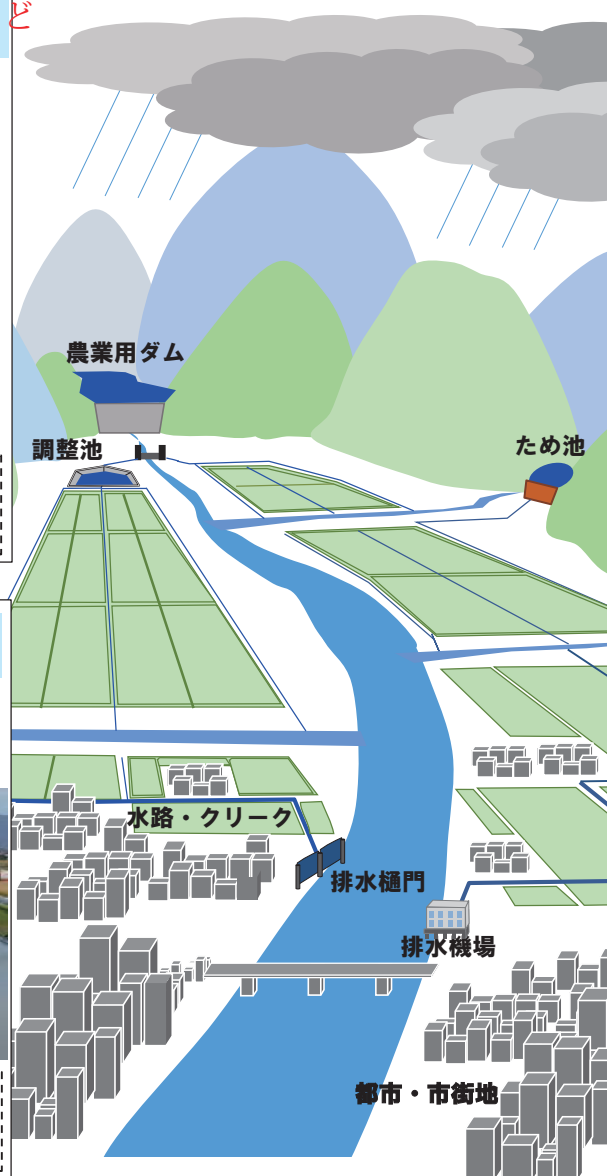 ど
農業用ダム
調整池
ため池
水路・クリーク
排水樋門
排水機場
都市・市街地